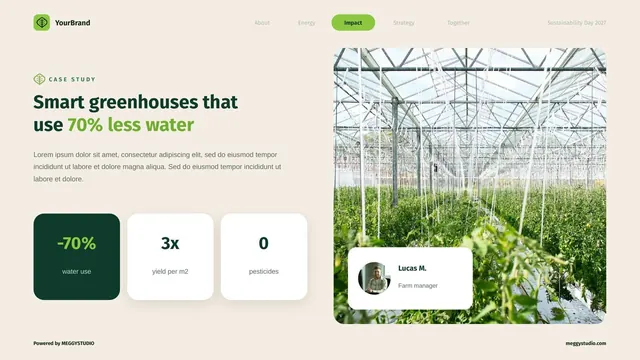 YourBrand
About
Energy
Impact
Strategy
Together
Sustainability Day 2027
CASE STUDY
Smart greenhouses that
use 70% less water
Lorem ipsum dolor sit amet, consectetur adipiscing elit, sed do eiusmod tempor
incididunt ut labore et dolore magna aliqua. Sed do eiusmod tempor incididunt ut
labore et dolore.
-70%
water use
3x
yield per m2
0
pesticides
Lucas M.
Farm manager
Powered by MEGGYSTUDIO
meggystudio.com